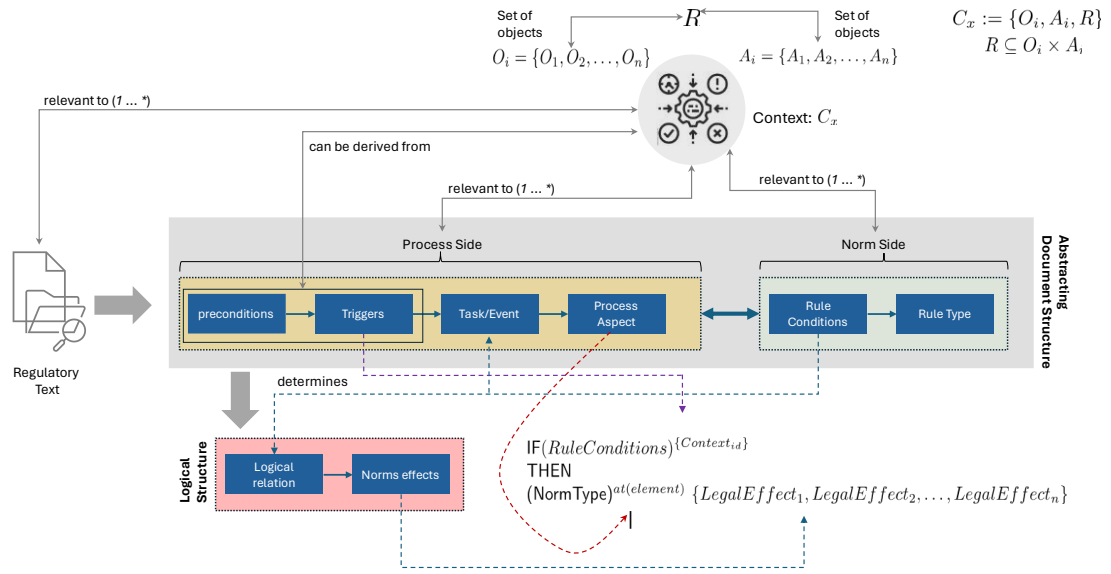 Set of
objects
R
Set of
objects
O_i = {O_1, O_2, ..., O_n}
A_i = {A_1, A_2, ..., A_n}
C_x := {O_i, A_i, R}
R ⊆ O_i × A_i
relevant to (1 ... *)
Context: C_x
can be derived from
relevant to (1 ... *)
relevant to (1 ... *)
Process Side
Norm Side
Abstracting
Document Structure
preconditions
Triggers
Task/Event
Process
Aspect
Rule
Conditions
Rule Type
Regulatory
Text
determines
Logical
Structure
Logical
relation
Norms effects
IF(RuleConditions)^{Context_{id}}
THEN
(NormType)^{at(element)} {LegalEffect_1, LegalEffect_2, ..., LegalEffect_n}